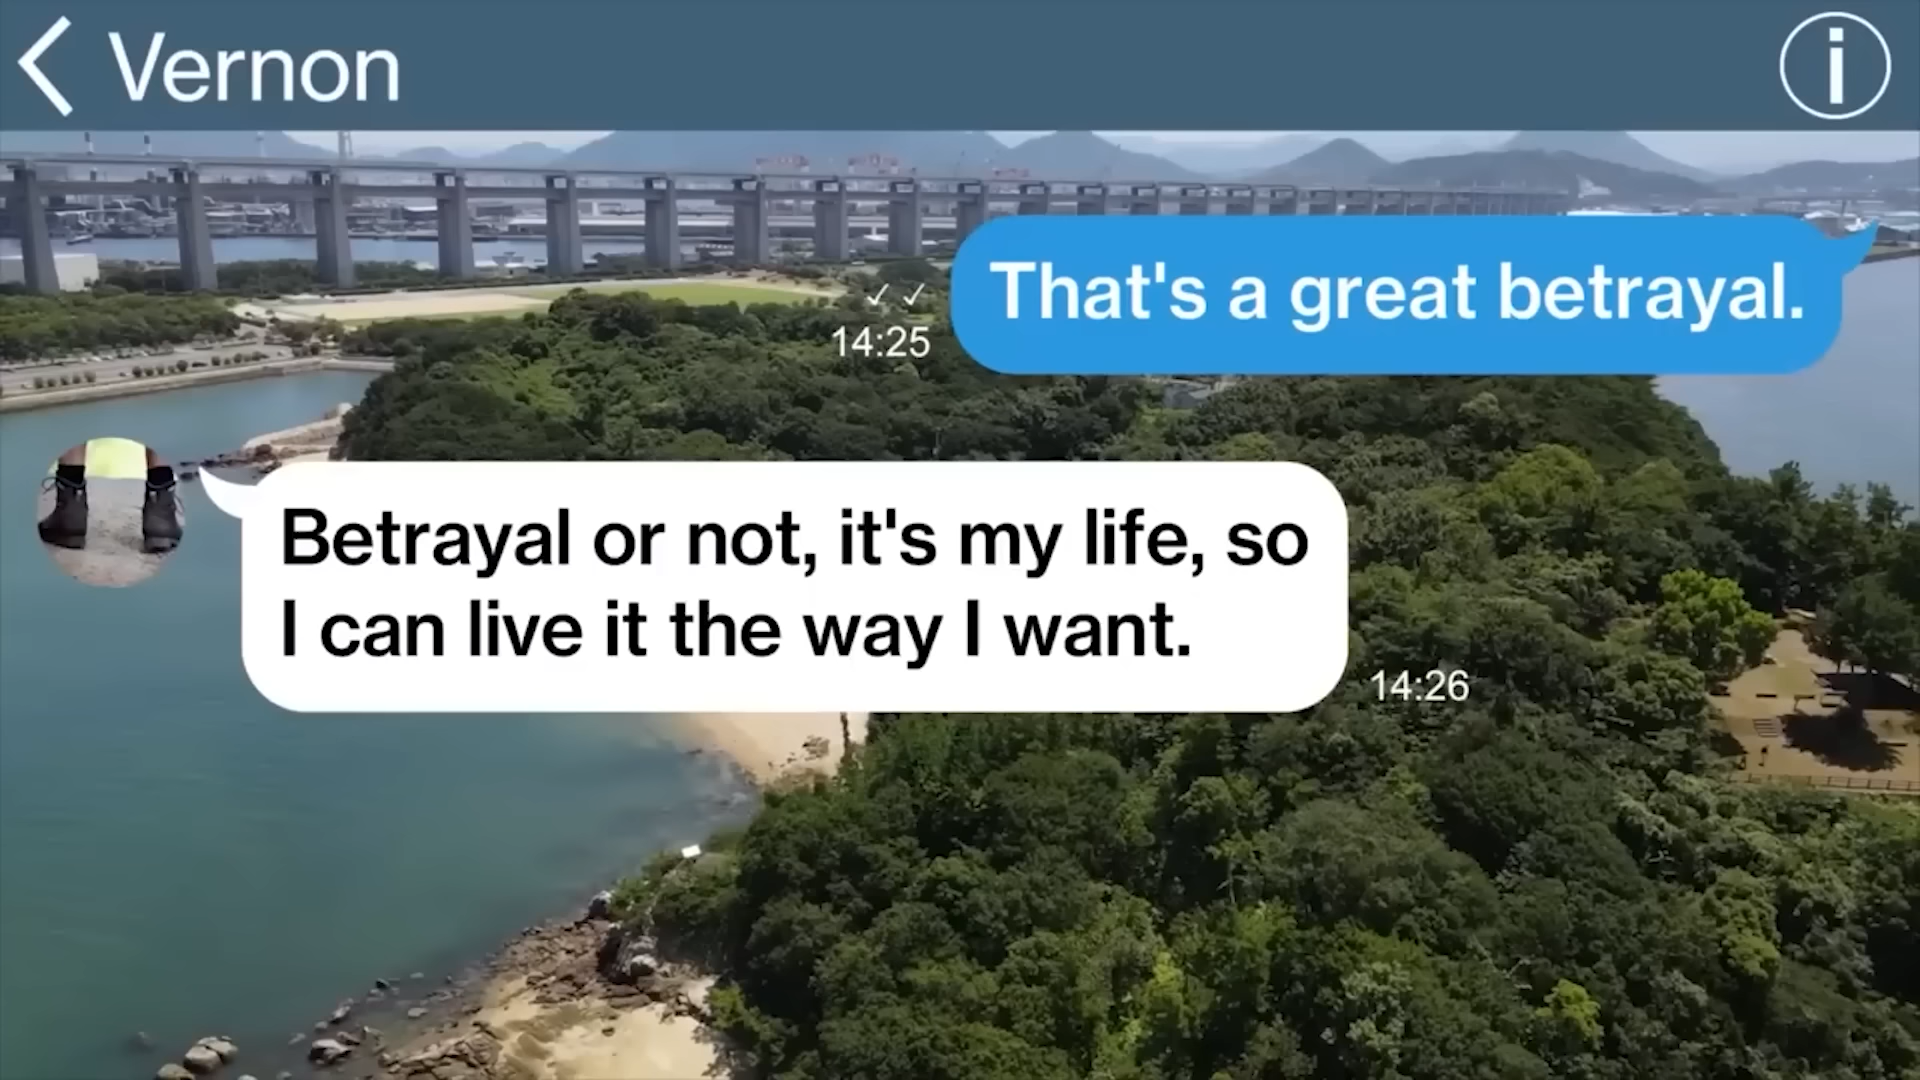 Vernon
That's a great betrayal.
✓ ✓
14:25
Betrayal or not, it's my life, so
I can live it the way I want.
14:26